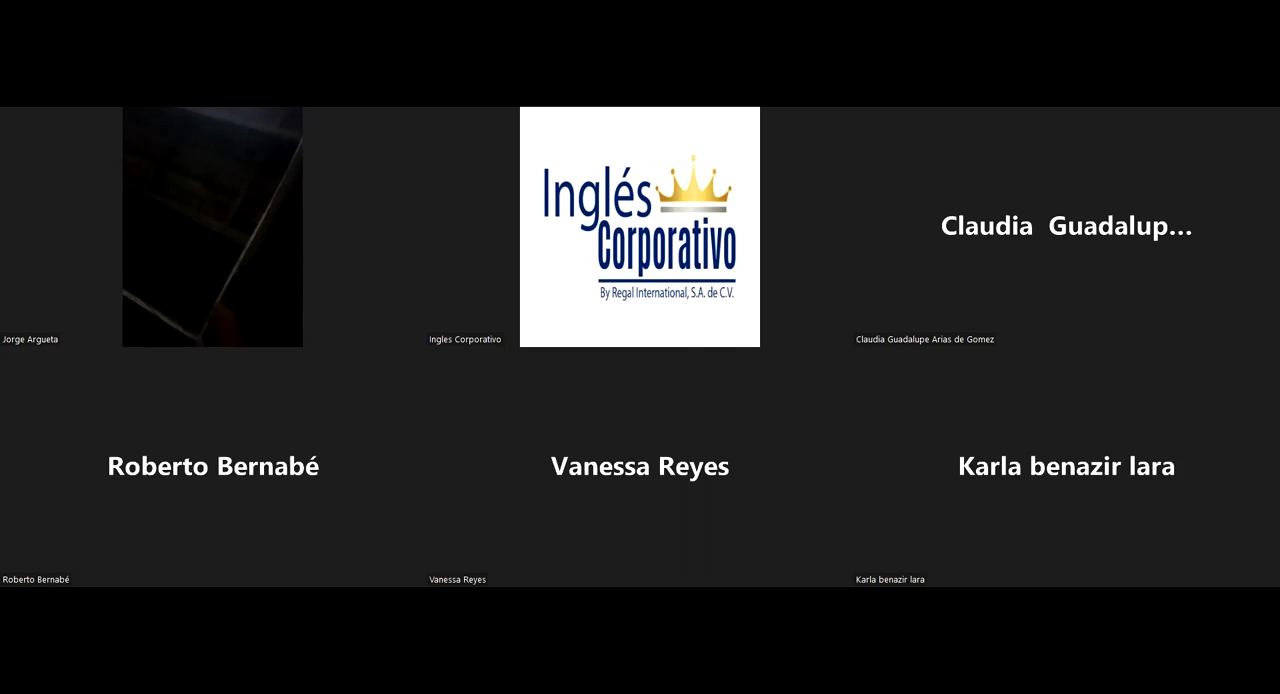 Inglés
Corporativo
By Regal International, S.A. de C.V.
Claudia  Guadalup...
Jorge Argueta
Ingles Corporativo
Claudia Guadalupe Arias de Gomez
Roberto Bernabé
Vanessa Reyes
Karla benazir lara
Roberto Bernabé
Vanessa Reyes
Karla benazir lara